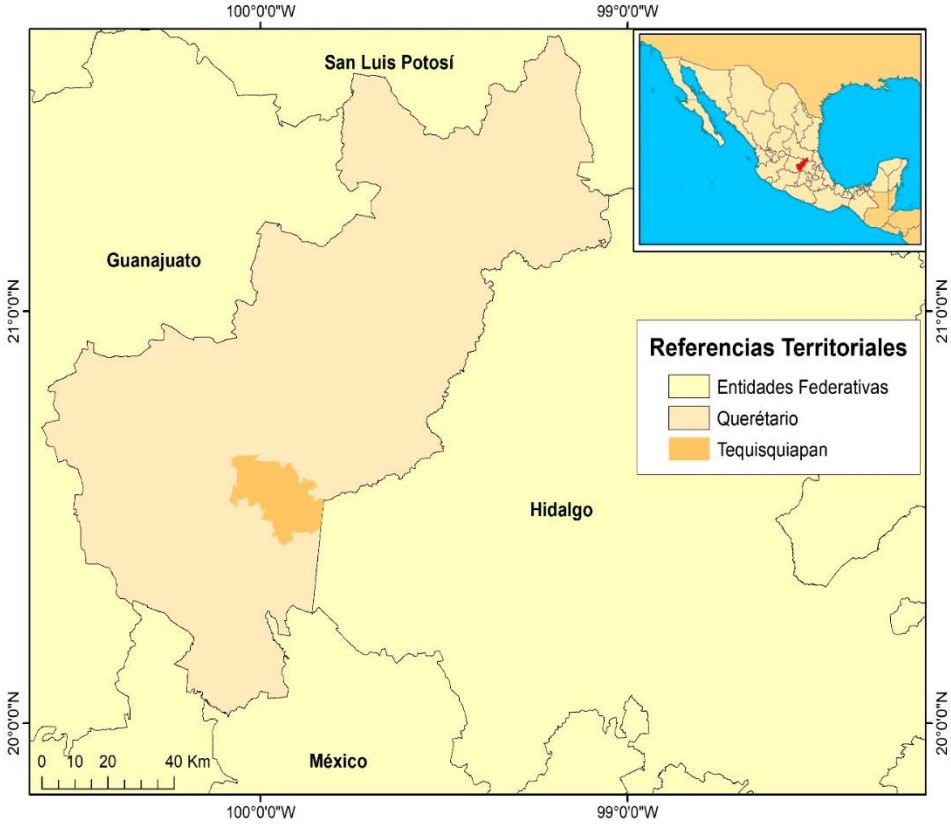 100°0'0"W 99°0'0"W
San Luis Potosí
Guanajuato
21°0'0"N 21°0'0"N
Referencias Territoriales
Entidades Federativas
Querétario
Tequisquiapan
Hidalgo
20°0'0"N 20°0'0"N
México
0 10 20 40 Km
100°0'0"W 99°0'0"W